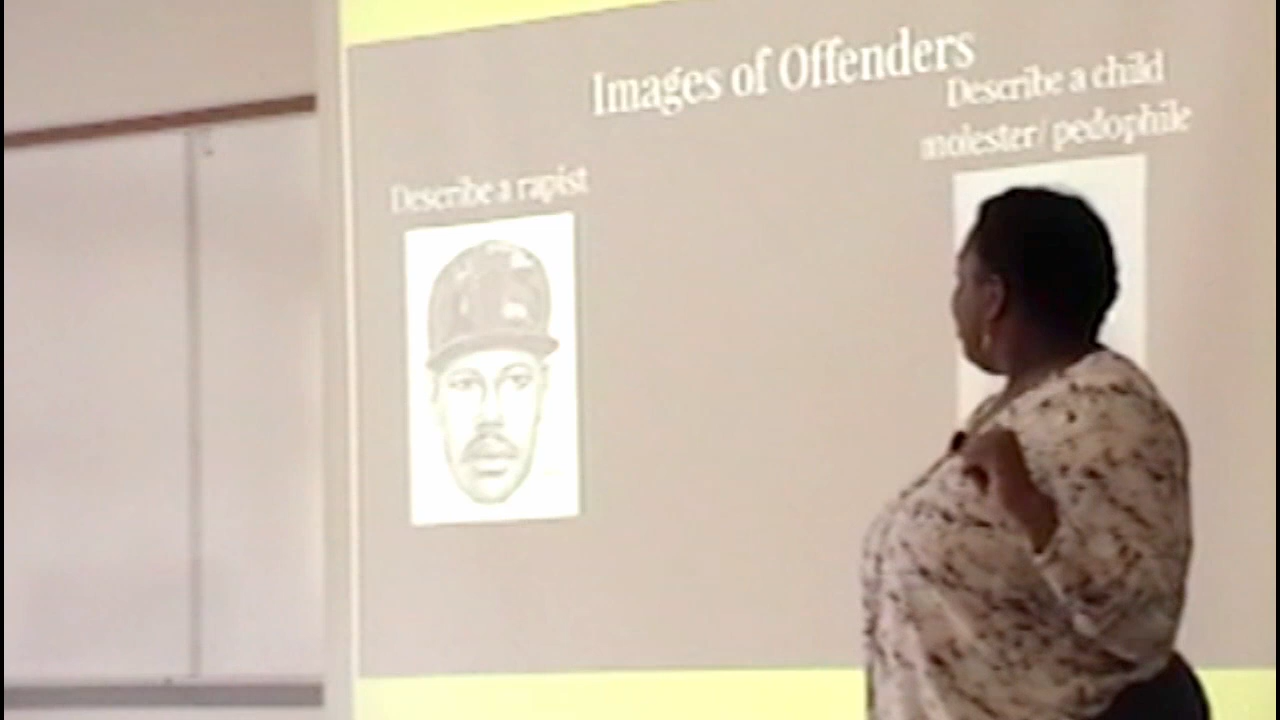 Images of Offenders
Describe a rapist
Describe a child
molester/ pedophile